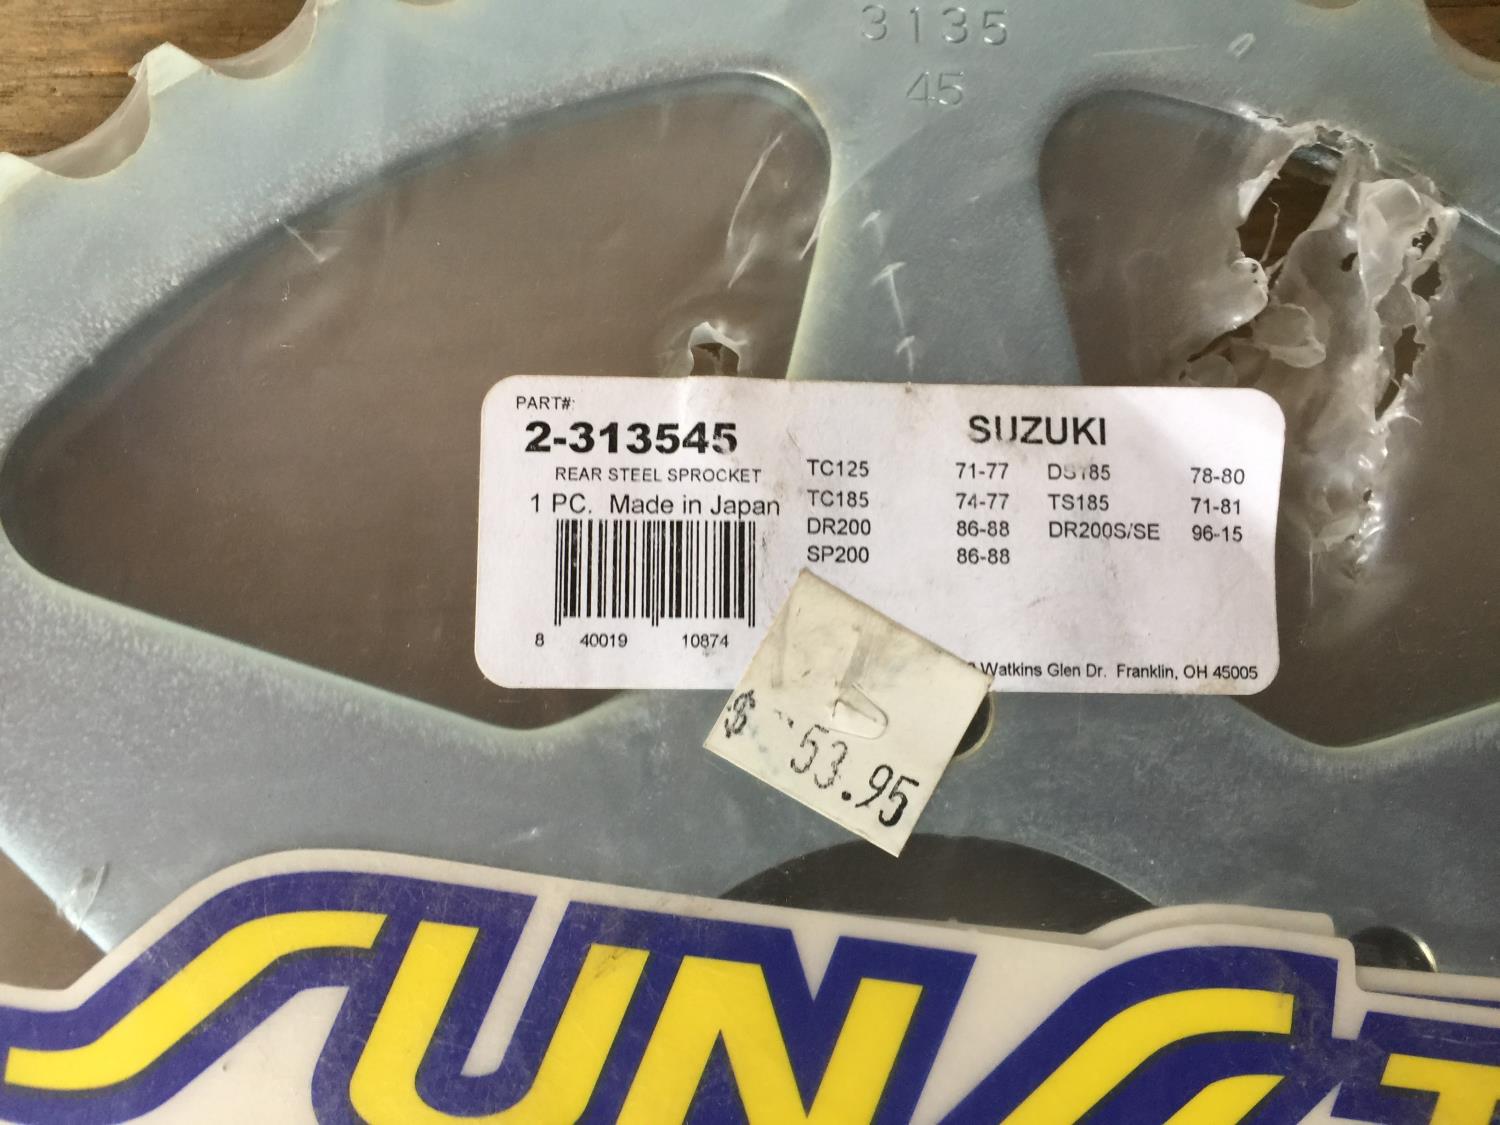 3135
45
PART#:
2-313545
REAR STEEL SPROCKET
1 PC. Made in Japan
8 40019 10874
SUZUKI
TC125 71-77 DS185 78-80
TC185 74-77 TS185 71-81
DR200 86-88 DR200S/SE 96-15
SP200 86-88
Watkins Glen Dr. Franklin, OH 45005
$ 53.95
SUNST